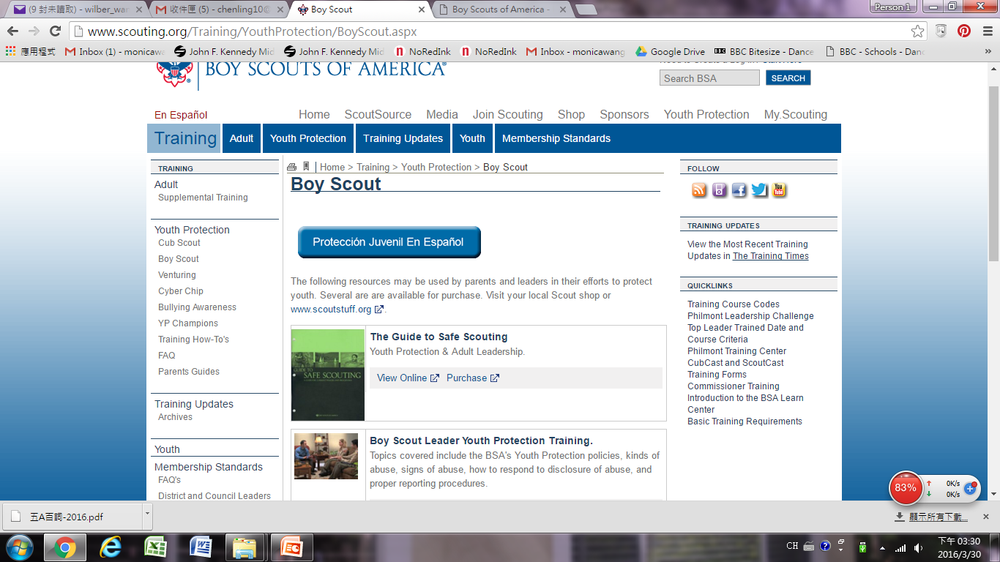 (9 封未讀取) - wilber_wan
收件匣 (5) - chenling10@
Boy Scout
Boy Scouts of America -
Person 1
www.scouting.org/Training/YouthProtection/BoyScout.aspx
應用程式
Inbox (1) - monicawa
John F. Kennedy Mid
John F. Kennedy Mid
NoRedInk
NoRedInk
Inbox - monicawang
Google Drive
BBC Bitesize - Dance
BBC - Schools - Danc
»
BOY SCOUTS OF AMERICA®
Search BSA
SEARCH
En Español
Home
ScoutSource
Media
Join Scouting
Shop
Sponsors
Youth Protection
My.Scouting
Training
Adult
Youth Protection
Training Updates
Youth
Membership Standards
TRAINING
Adult
Supplemental Training
Youth Protection
Cub Scout
Boy Scout
Venturing
Cyber Chip
Bullying Awareness
YP Champions
Training How-To's
FAQ
Parents Guides
Training Updates
Archives
Youth
Membership Standards
FAQ's
District and Council Leaders
Home > Training > Youth Protection > Boy Scout
Boy Scout
Protección Juvenil En Español
The following resources may be used by parents and leaders in their efforts to protect
youth. Several are are available for purchase. Visit your local Scout shop or
www.scoutstuff.org.
GUIDE TO
SAFE SCOUTING
The Guide to Safe Scouting
Youth Protection & Adult Leadership.
View Online Purchase
Boy Scout Leader Youth Protection Training.
Topics covered include the BSA's Youth Protection policies, kinds of
abuse, signs of abuse, how to respond to disclosure of abuse, and
proper reporting procedures.
FOLLOW
You
Tube
TRAINING UPDATES
View the Most Recent Training
Updates in The Training Times
QUICKLINKS
Training Course Codes
Philmont Leadership Challenge
Top Leader Trained Date and
Course Criteria
Philmont Training Center
CubCast and ScoutCast
Training Forms
Commissioner Training
Introduction to the BSA Learn
Center
Basic Training Requirements
83%
0K/s
0K/s
五A百詞-2016.pdf
顯示所有下載...
CH
下午 03:30
2016/3/30